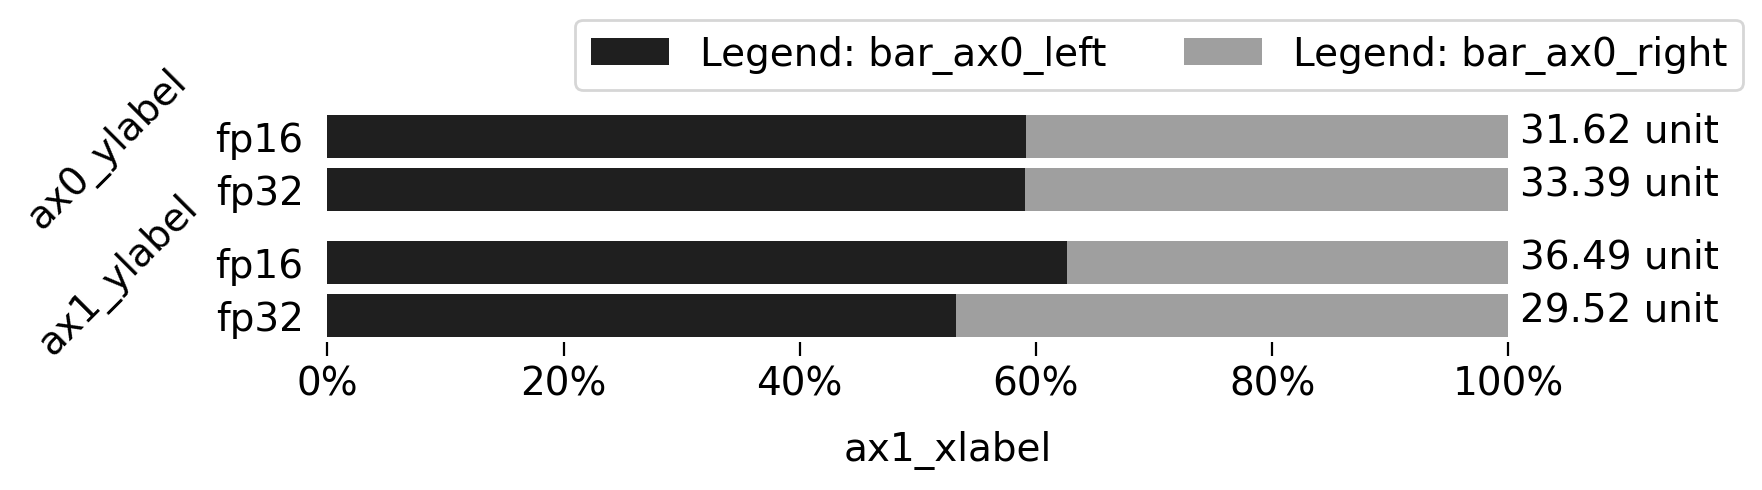 Legend: bar_ax0_left Legend: bar_ax0_right
ax0_ylabel
fp16 31.62 unit
fp32 33.39 unit
ax1_ylabel
fp16 36.49 unit
fp32 29.52 unit
0% 20% 40% 60% 80% 100%
ax1_xlabel